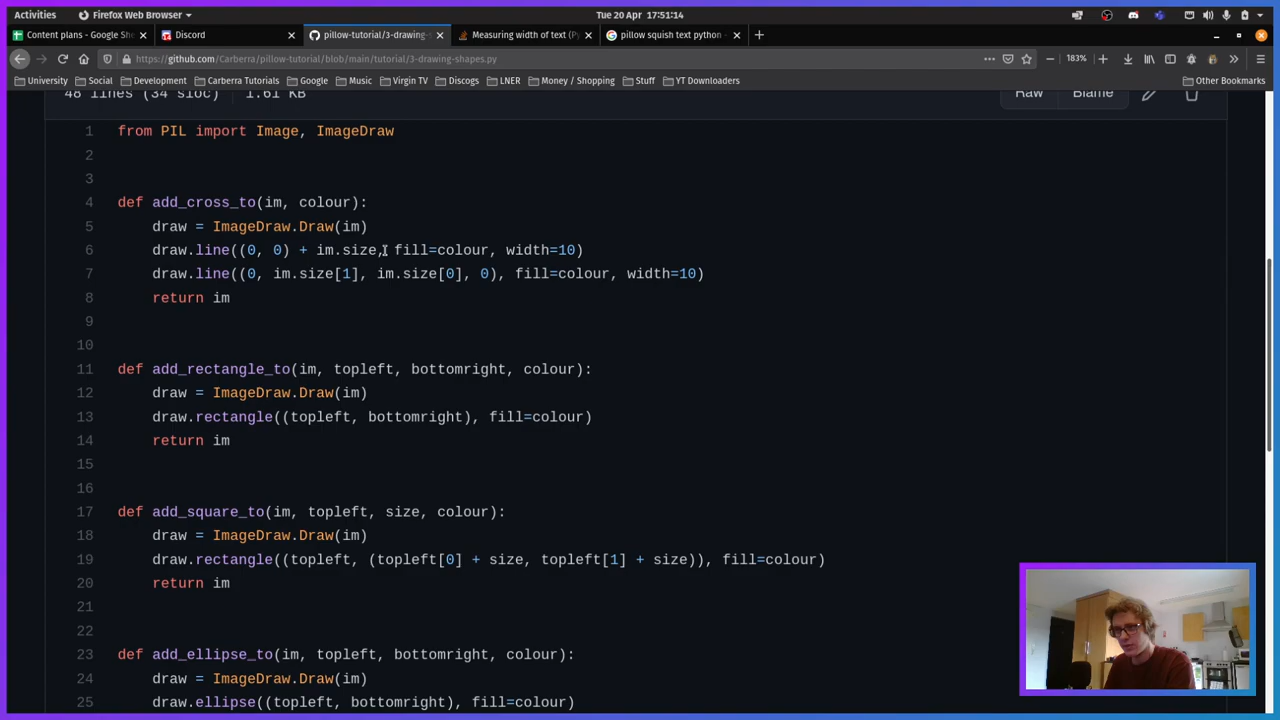 Activities
Firefox Web Browser
Tue 20 Apr 17:51:14
Content plans - Google She
Discord
pillow-tutorial/3-drawing-s
Measuring width of text (Py
pillow squish text python -
https://github.com/Carberra/pillow-tutorial/blob/main/tutorial/3-drawing-shapes.py
183%
University
Social
Development
Carberra Tutorials
Google
Music
Virgin TV
Discogs
LNER
Money / Shopping
Stuff
YT Downloaders
Other Bookmarks
48 lines (34 sloc)
1.61 KB
Raw
Blame
1 from PIL import Image, ImageDraw
2
3
4 def add_cross_to(im, colour):
5 draw = ImageDraw.Draw(im)
6 draw.line((0, 0) + im.size, fill=colour, width=10)
7 draw.line((0, im.size[1], im.size[0], 0), fill=colour, width=10)
8 return im
9
10
11 def add_rectangle_to(im, topleft, bottomright, colour):
12 draw = ImageDraw.Draw(im)
13 draw.rectangle((topleft, bottomright), fill=colour)
14 return im
15
16
17 def add_square_to(im, topleft, size, colour):
18 draw = ImageDraw.Draw(im)
19 draw.rectangle((topleft, (topleft[0] + size, topleft[1] + size)), fill=colour)
20 return im
21
22
23 def add_ellipse_to(im, topleft, bottomright, colour):
24 draw = ImageDraw.Draw(im)
25 draw.ellipse((topleft, bottomright), fill=colour)